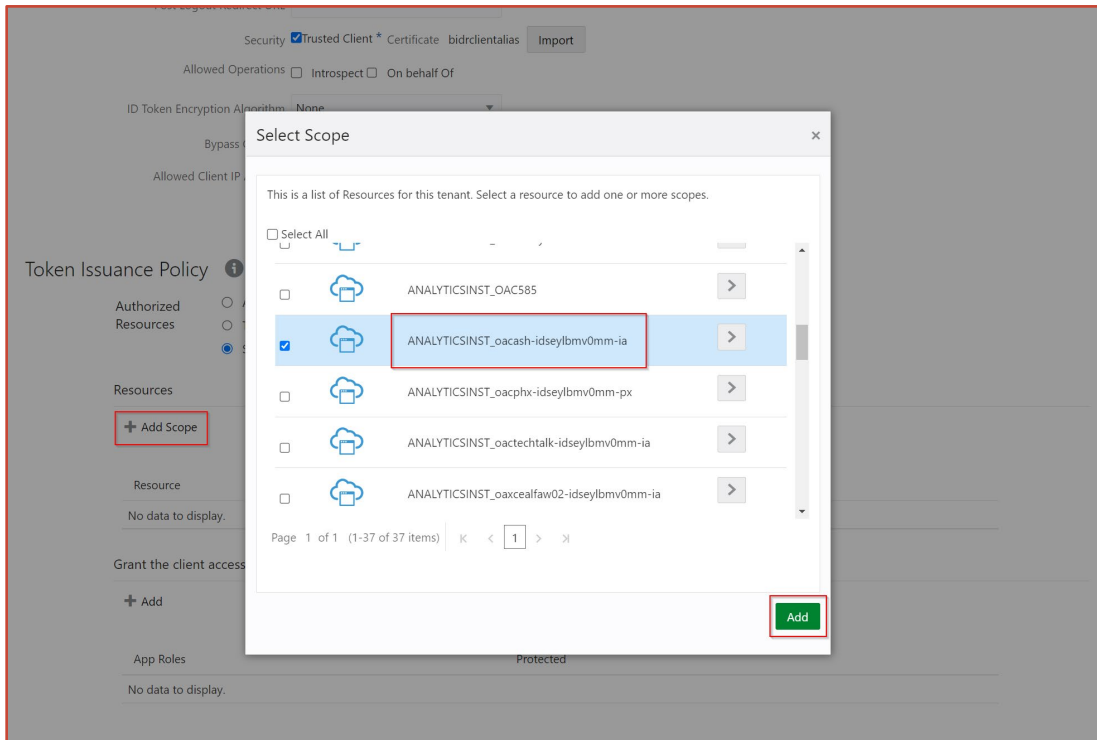 Security Trusted Client * Certificate bidrclientalias Import
Allowed Operations Introspect On behalf Of
ID Token Encryption Algorithm None
Bypass
Allowed Client IP
Select Scope
×
This is a list of Resources for this tenant. Select a resource to add one or more scopes.
Select All
ANALYTICSINST_OAC585
ANALYTICSINST_oacash-idseylbmv0mm-ia
ANALYTICSINST_oacphx-idseylbmv0mm-px
ANALYTICSINST_oactechtalk-idseylbmv0mm-ia
ANALYTICSINST_oaxcealfaw02-idseylbmv0mm-ia
Page 1 of 1 (1-37 of 37 items) 1
Add
Token Issuance Policy
Authorized
Resources
Resources
+ Add Scope
Resource
No data to display.
Grant the client access
+ Add
App Roles Protected
No data to display.